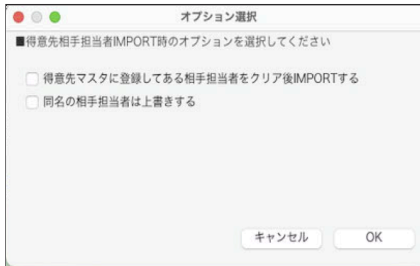 オプション選択
■得意先相手担当者IMPORT時のオプションを選択してください
得意先マスタに登録してある相手担当者をクリア後IMPORTする
同名の相手担当者は上書きする
キャンセル
OK